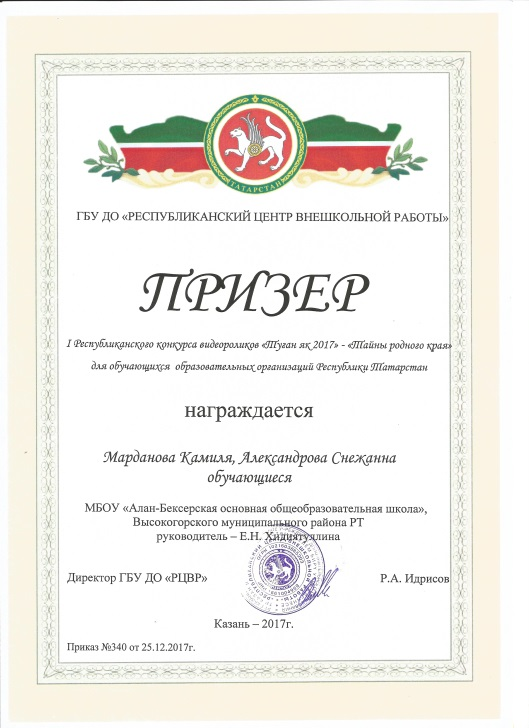 ТАТАРСТАН
ГБУ ДО «РЕСПУБЛИКАНСКИЙ ЦЕНТР ВНЕШКОЛЬНОЙ РАБОТЫ»
ПРИЗЕР
I Республиканского конкурса видеороликов «Туган як 2017» - «Тайны родного края»
для обучающихся образовательных организаций Республики Татарстан
награждается
Марданова Камиля, Александрова Снежанна
обучающиеся
МБОУ «Алан-Бексерская основная общеобразовательная школа»,
Высокогорского муниципального района РТ
руководитель – Е.Н. Хидиятуллина
Директор ГБУ ДО «РЦВР» Р.А. Идрисов
Казань – 2017г.
Приказ №340 от 25.12.2017г.